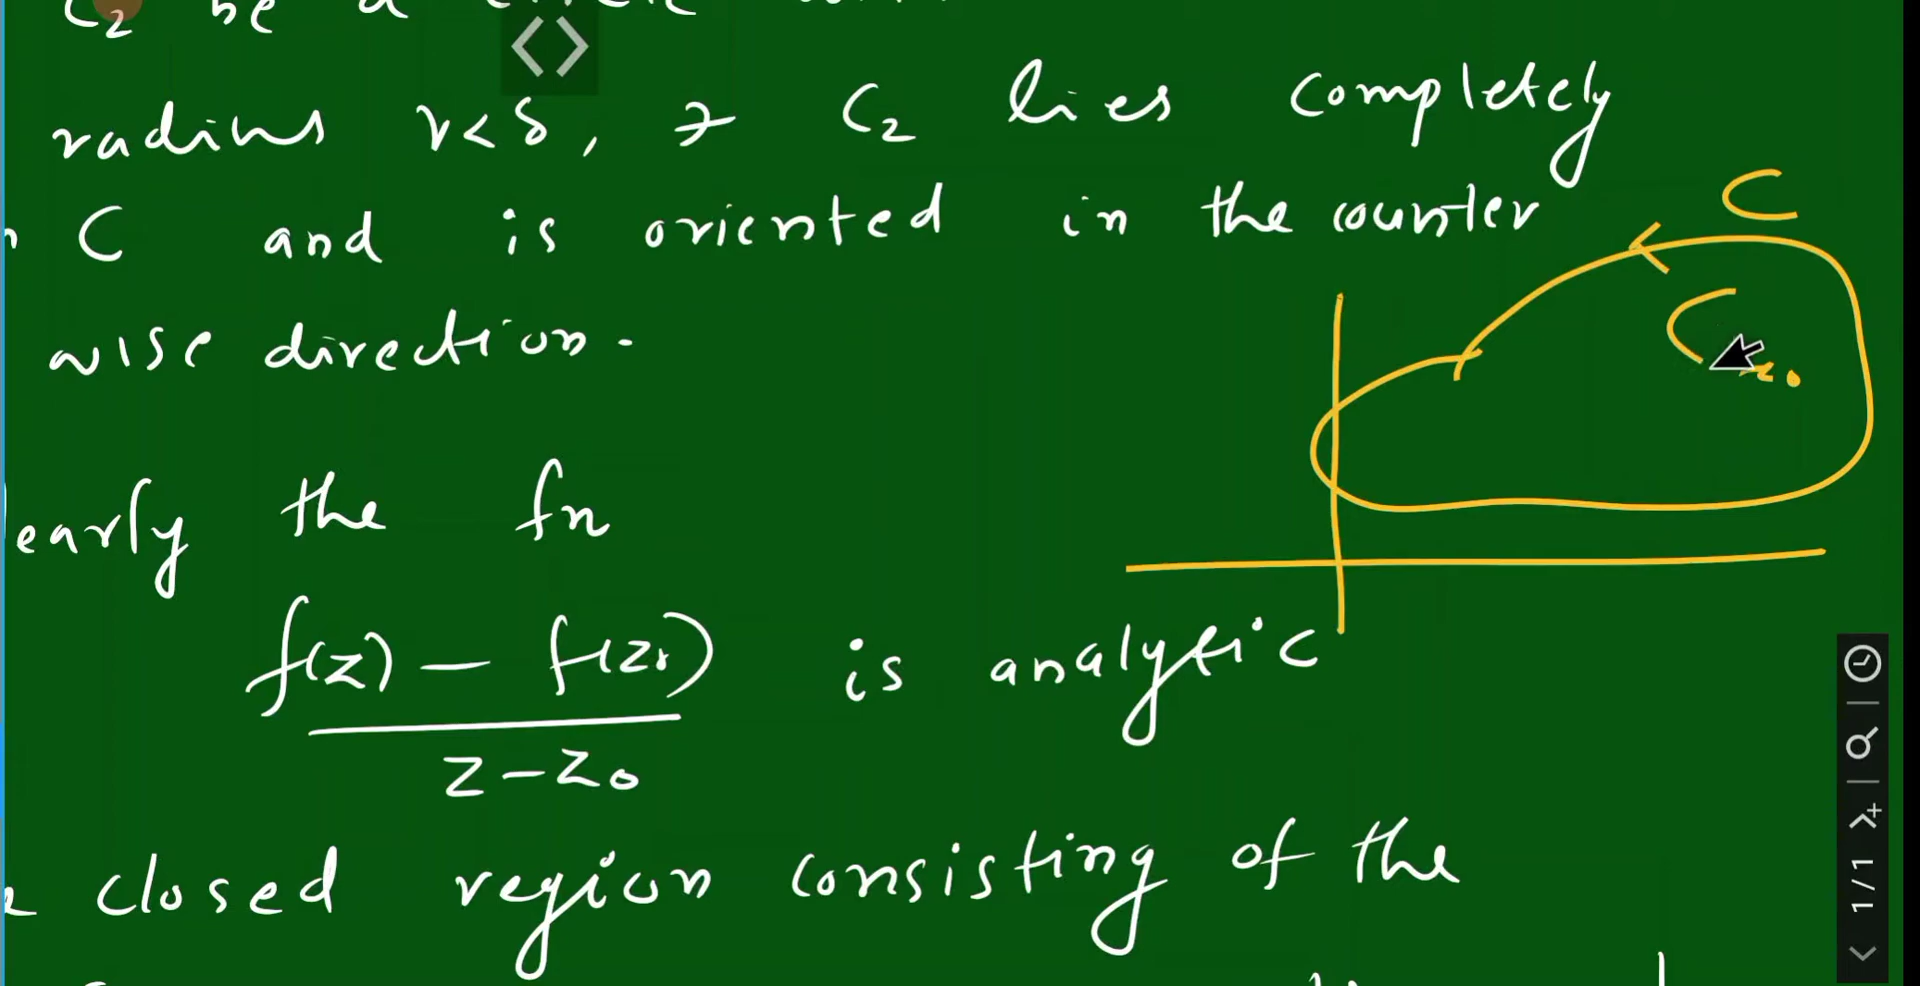 C₂ be a
radius r<δ, ∋ C₂ lies completely
n C and is oriented in the counter
wise direction.
C
z₀
early the fn
f(z) − f(z₀)
z−z₀
is analytic
closed region consisting of the
1/1